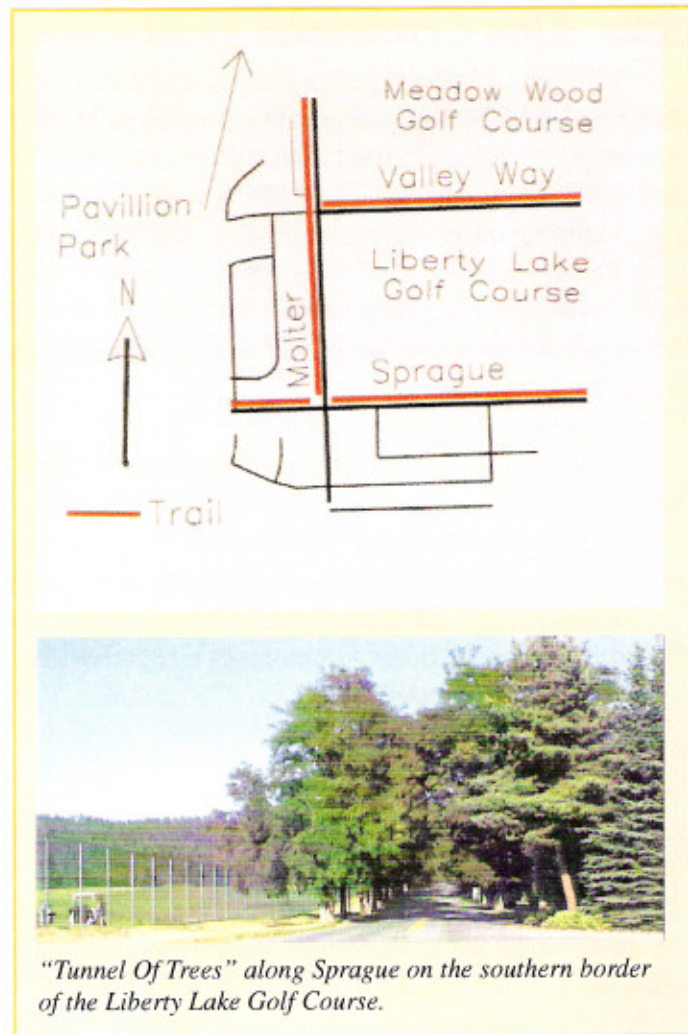 Meadow Wood
Golf Course
Valley Way
Pavillion
Park
N
Liberty Lake
Golf Course
Molter
Sprague
Trail
"Tunnel Of Trees" along Sprague on the southern border
of the Liberty Lake Golf Course.